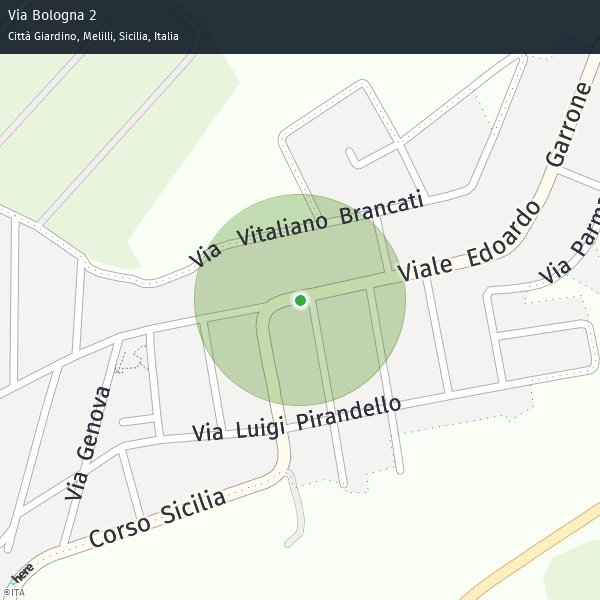 Via Bologna 2
Città Giardino, Melilli, Sicilia, Italia
Garrone
Via Vitaliano Brancati
Viale Edoardo
Via Parma
Via Genova
Via Luigi Pirandello
Corso Sicilia
here
©ITA